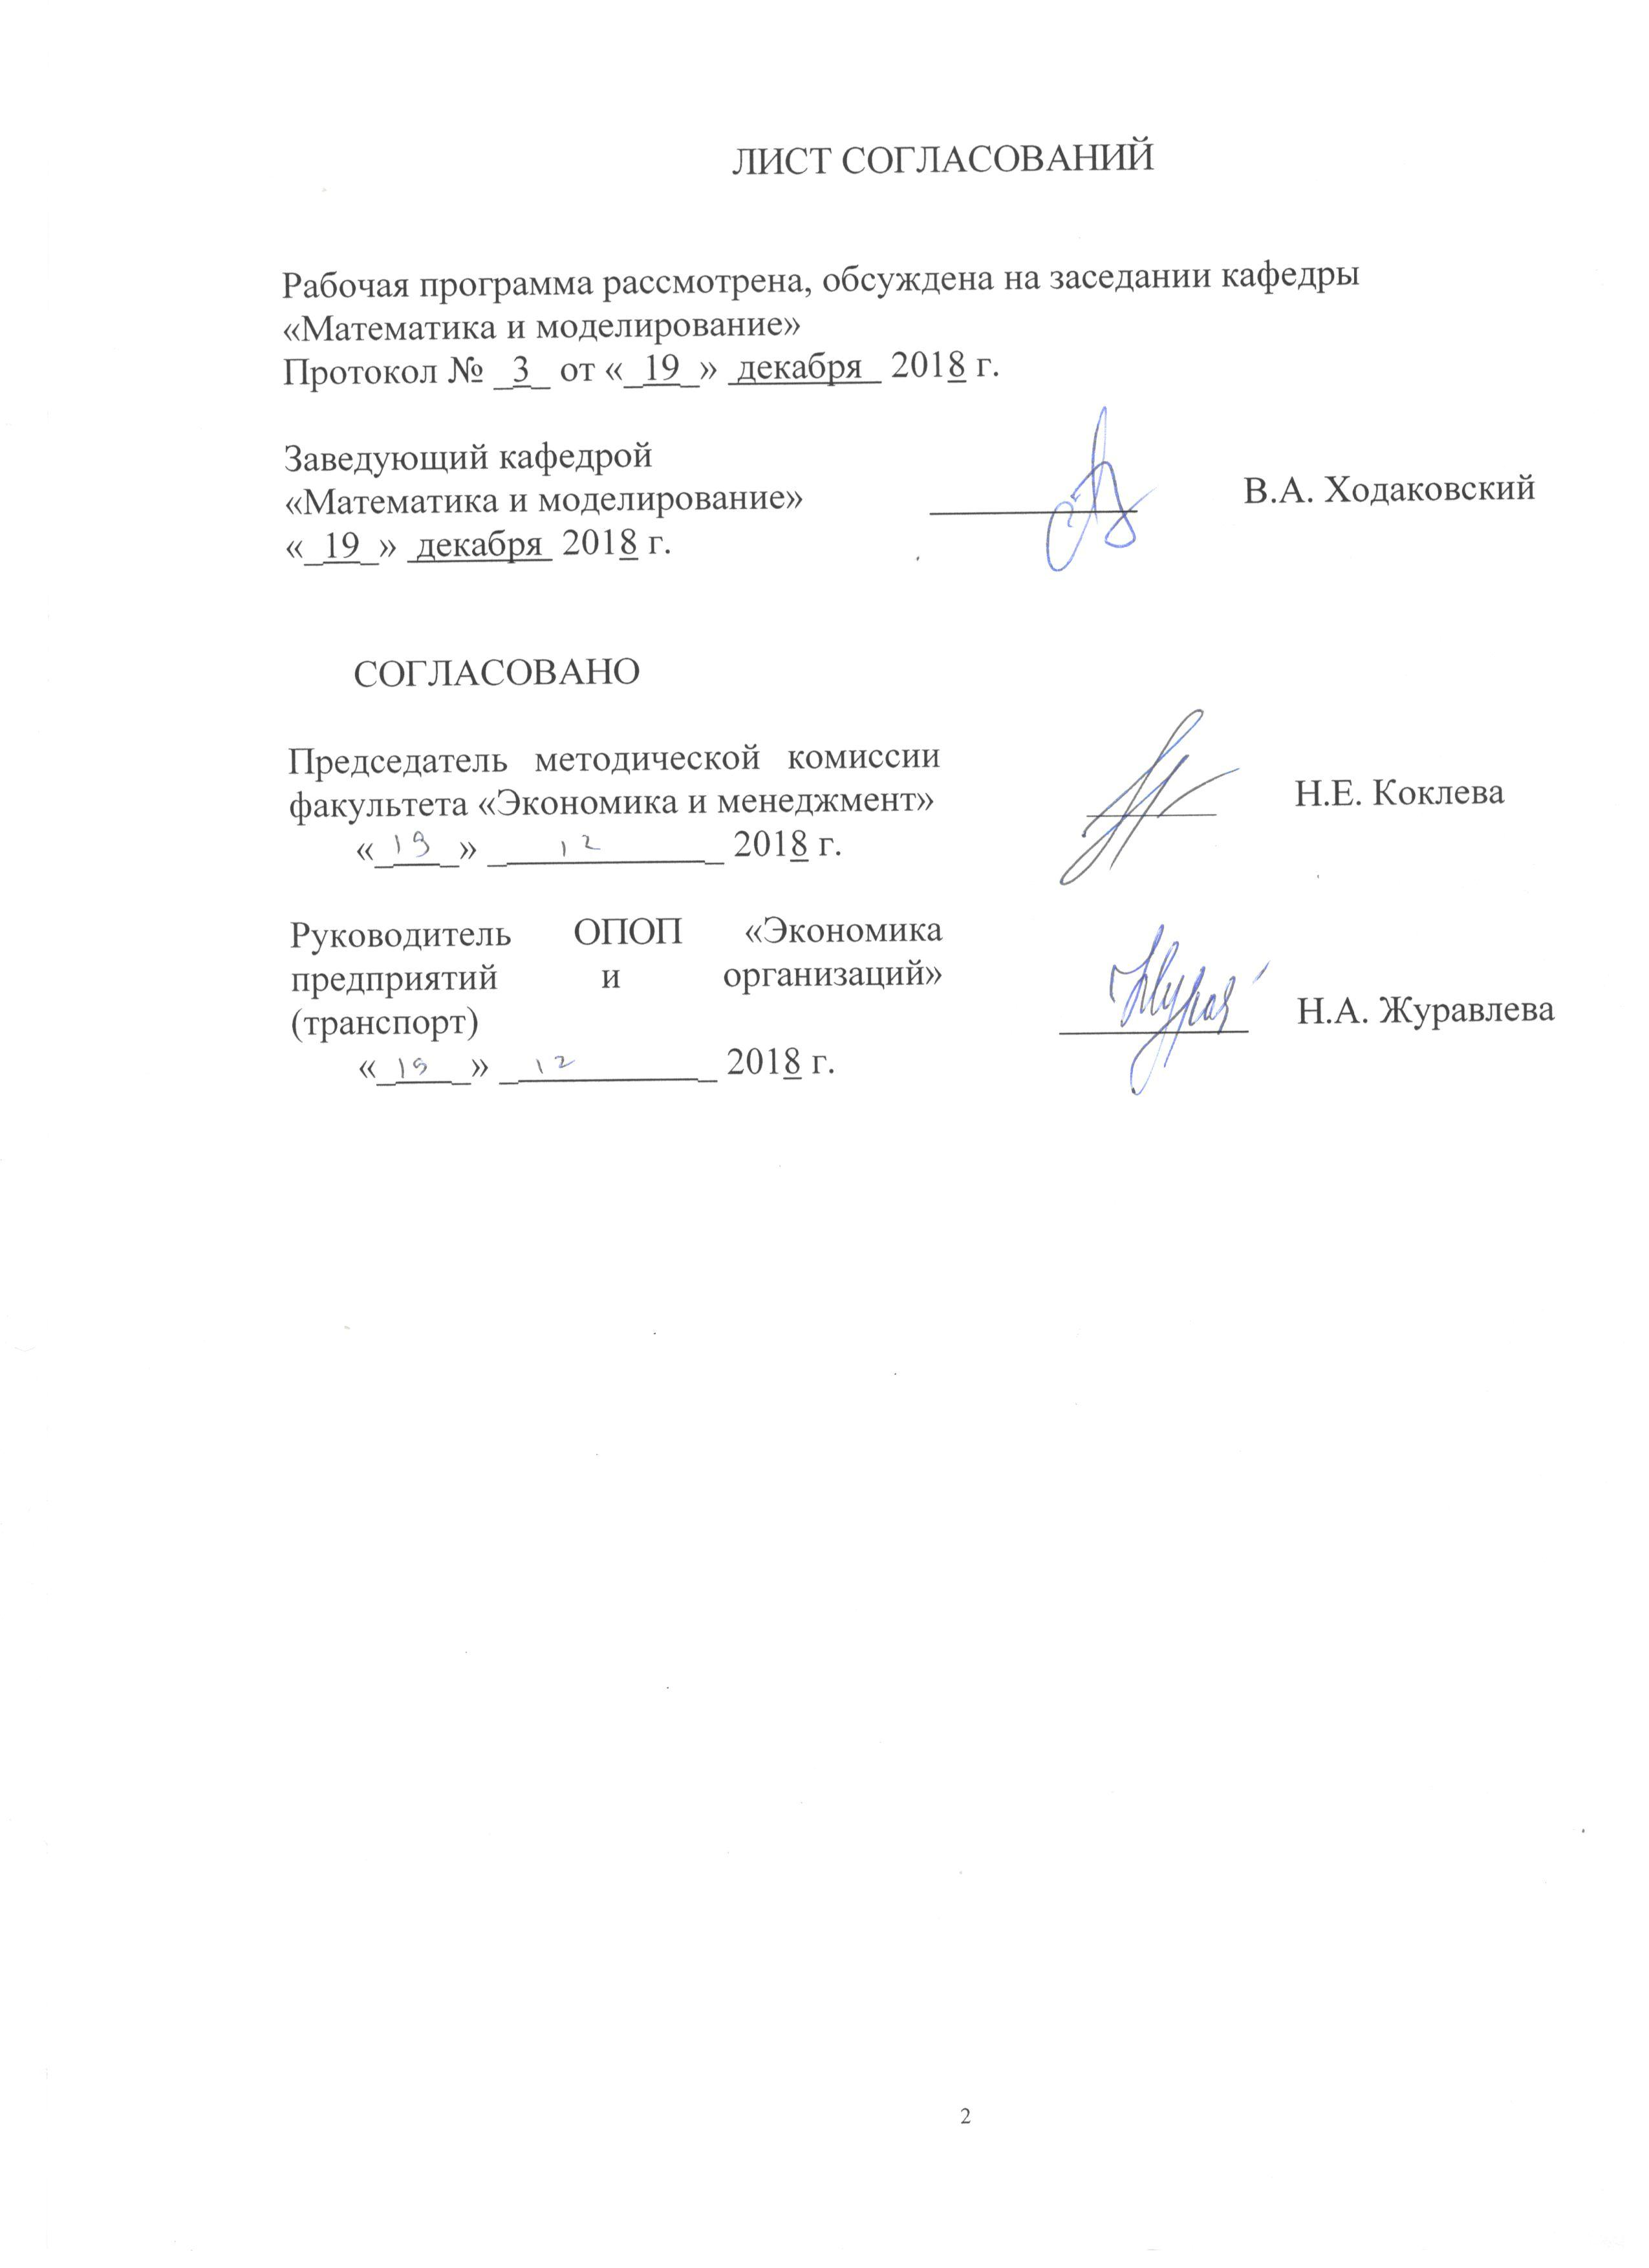 ЛИСТ СОГЛАСОВАНИЙ
Рабочая программа рассмотрена, обсуждена на заседании кафедры
«Математика и моделирование»
Протокол № _3_ от «_19_» декабря 2018 г.
Заведующий кафедрой
«Математика и моделирование» В.А. Ходаковский
«_19_» декабря 2018 г.
СОГЛАСОВАНО
Председатель методической комиссии
факультета «Экономика и менеджмент» Н.Е. Коклева
«_19_» 12 2018 г.
Руководитель ОПОП «Экономика
предприятий и организаций»
(транспорт) Н.А. Журавлева
«_19_» 12 2018 г.
2